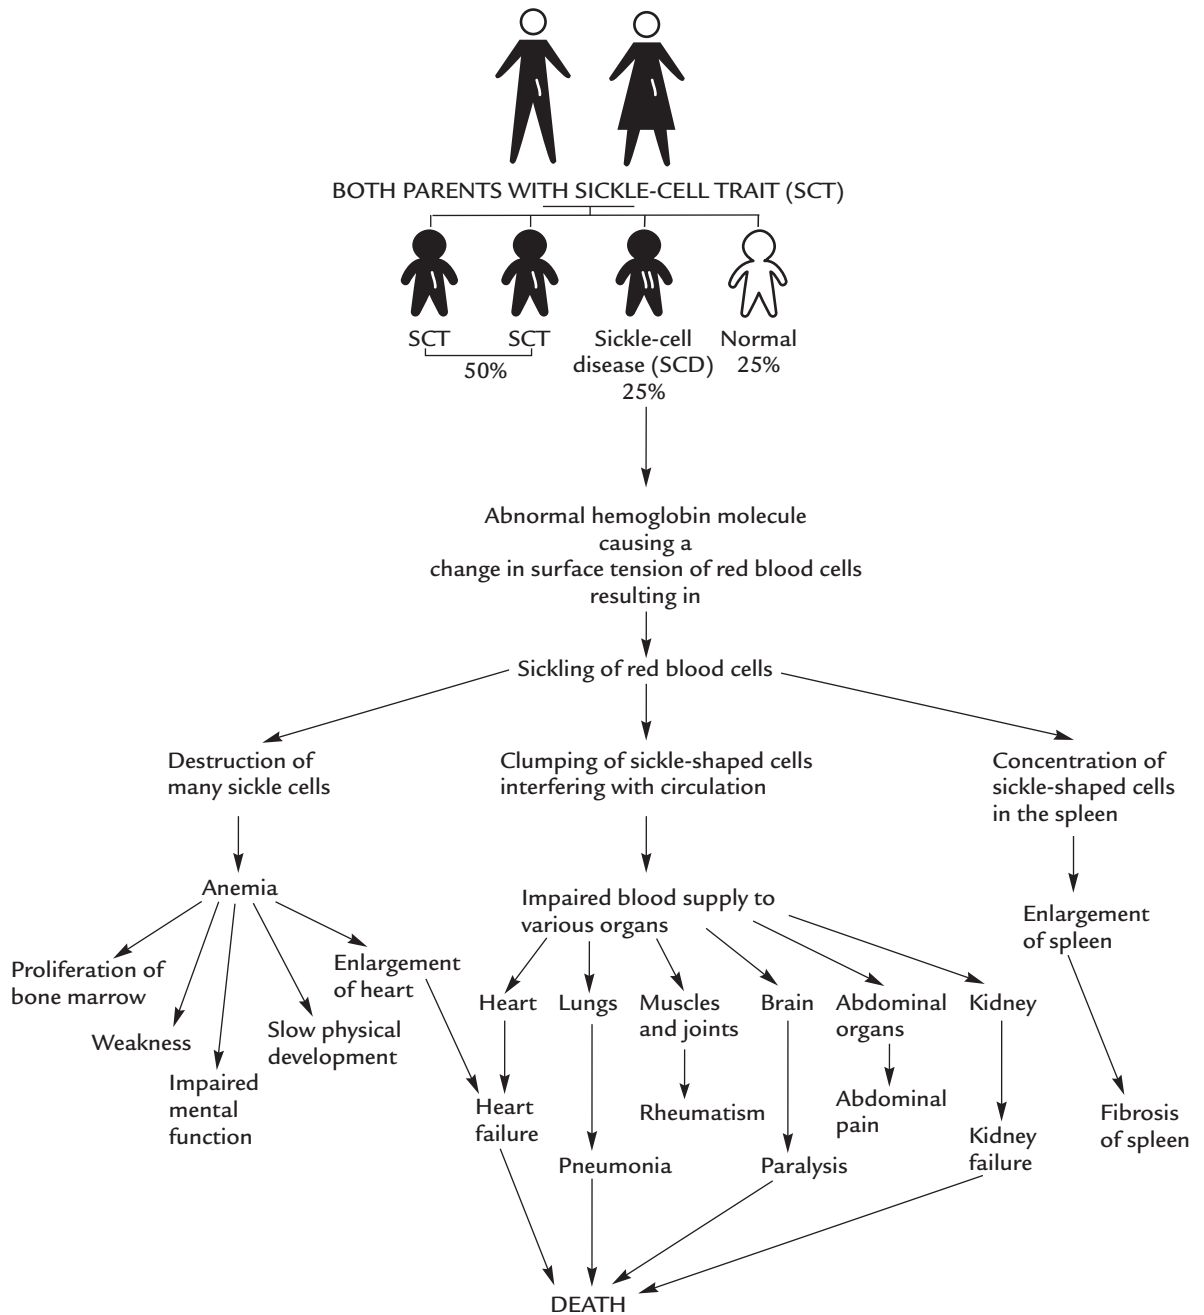 BOTH PARENTS WITH SICKLE-CELL TRAIT (SCT)
SCT
SCT
50%
Sickle-cell
disease (SCD)
25%
Normal
25%
Abnormal hemoglobin molecule
causing a
change in surface tension of red blood cells
resulting in
Sickling of red blood cells
Destruction of
many sickle cells
Clumping of sickle-shaped cells
interfering with circulation
Concentration of
sickle-shaped cells
in the spleen
Anemia
Impaired blood supply to
various organs
Enlargement
of spleen
Proliferation of
bone marrow
Weakness
Impaired
mental
function
Slow physical
development
Enlargement
of heart
Heart
Lungs
Muscles
and joints
Brain
Abdominal
organs
Kidney
Heart
failure
Pneumonia
Rheumatism
Paralysis
Abdominal
pain
Kidney
failure
Fibrosis
of spleen
DEATH